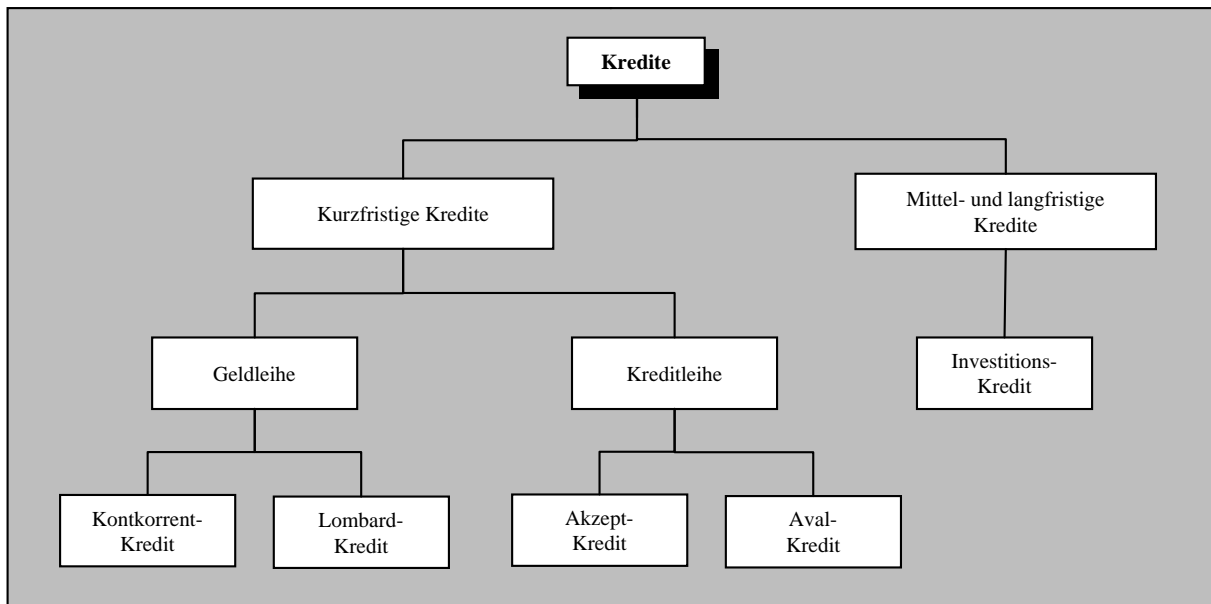 Kredite
Kurzfristige Kredite
Mittel- und langfristige
Kredite
Geldleihe
Kreditleihe
Investitions-
Kredit
Kontkorrent-
Kredit
Lombard-
Kredit
Akzept-
Kredit
Aval-
Kredit